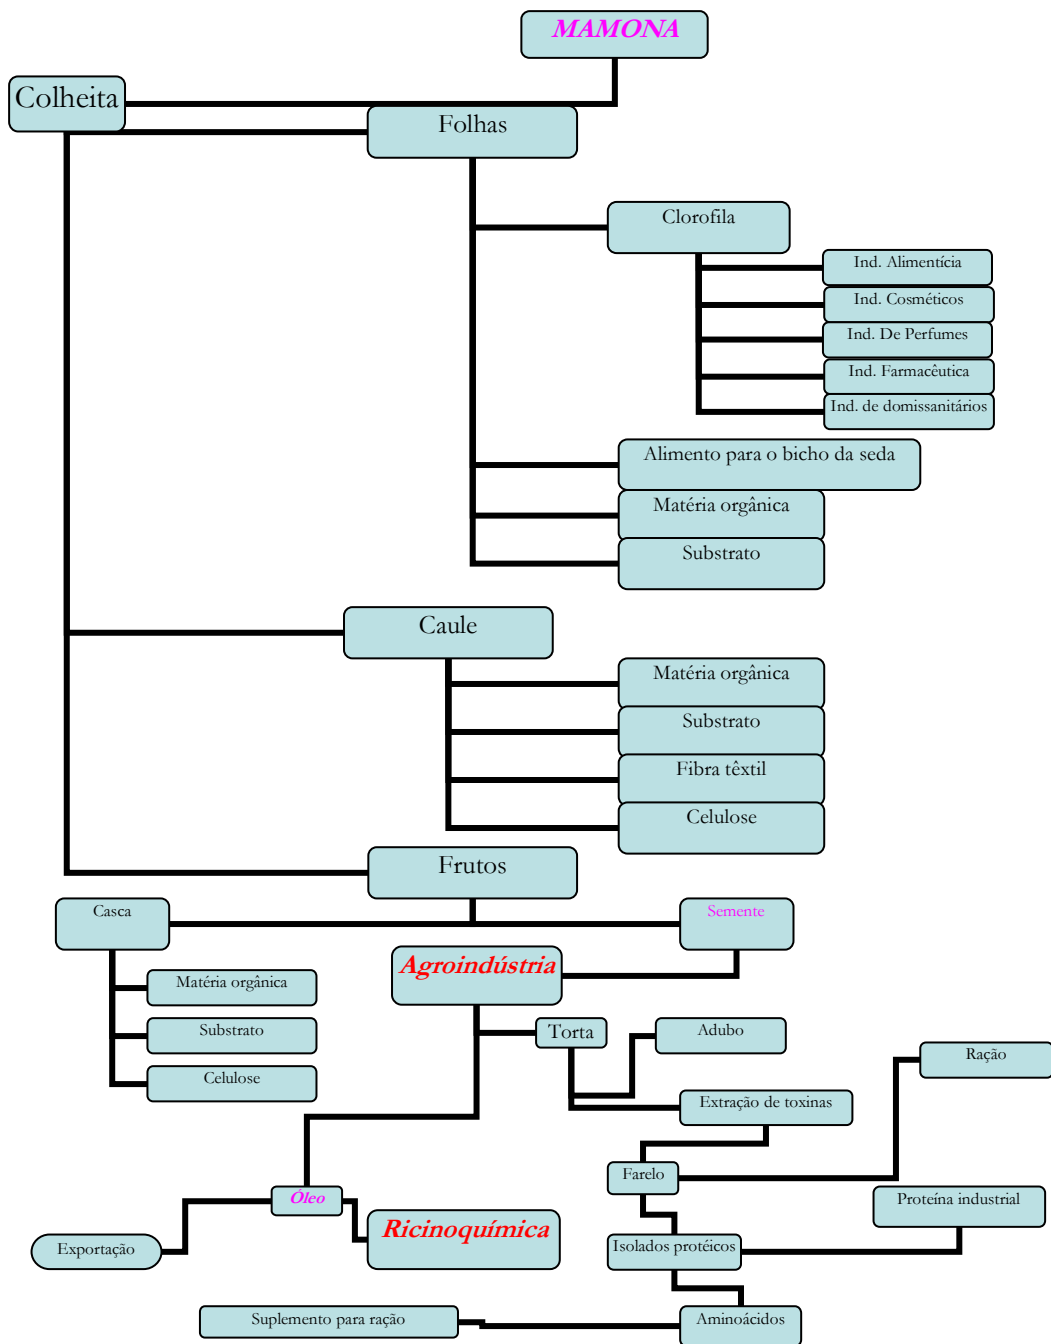 MAMONA
Colheita
Folhas
Clorofila
Ind. Alimentícia
Ind. Cosméticos
Ind. De Perfumes
Ind. Farmacêutica
Ind. de domissanitários
Alimento para o bicho da seda
Matéria orgânica
Substrato
Caule
Matéria orgânica
Substrato
Fibra têxtil
Celulose
Frutos
Casca
Semente
Agroindústria
Matéria orgânica
Substrato
Celulose
Torta
Adubo
Ração
Extração de toxinas
Farelo
Óleo
Proteína industrial
Ricinoquímica
Exportação
Isolados protéicos
Suplemento para ração
Aminoácidos